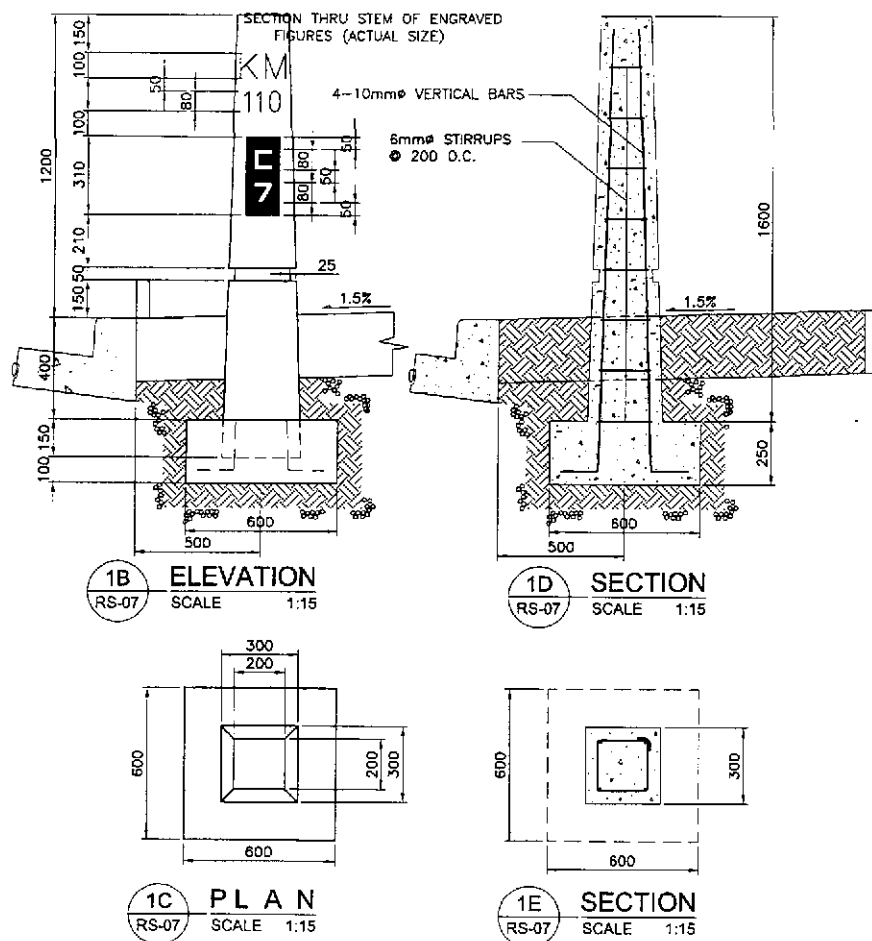 SECTION THRU STEM OF ENGRAVED
FIGURES (ACTUAL SIZE)
150
100
50
80
100
1200
310
210
50
150
400
150
100
KM
110
C
7
50
80
50
80
50
25
1.5%
600
500
4-10mmø VERTICAL BARS
6mmø STIRRUPS
@ 200 O.C.
1600
1.5%
250
600
500
1B
RS-07
ELEVATION
SCALE 1:15
1D
RS-07
SECTION
SCALE 1:15
300
200
600
200
300
600
600
300
600
1C
RS-07
PLAN
SCALE 1:15
1E
RS-07
SECTION
SCALE 1:15